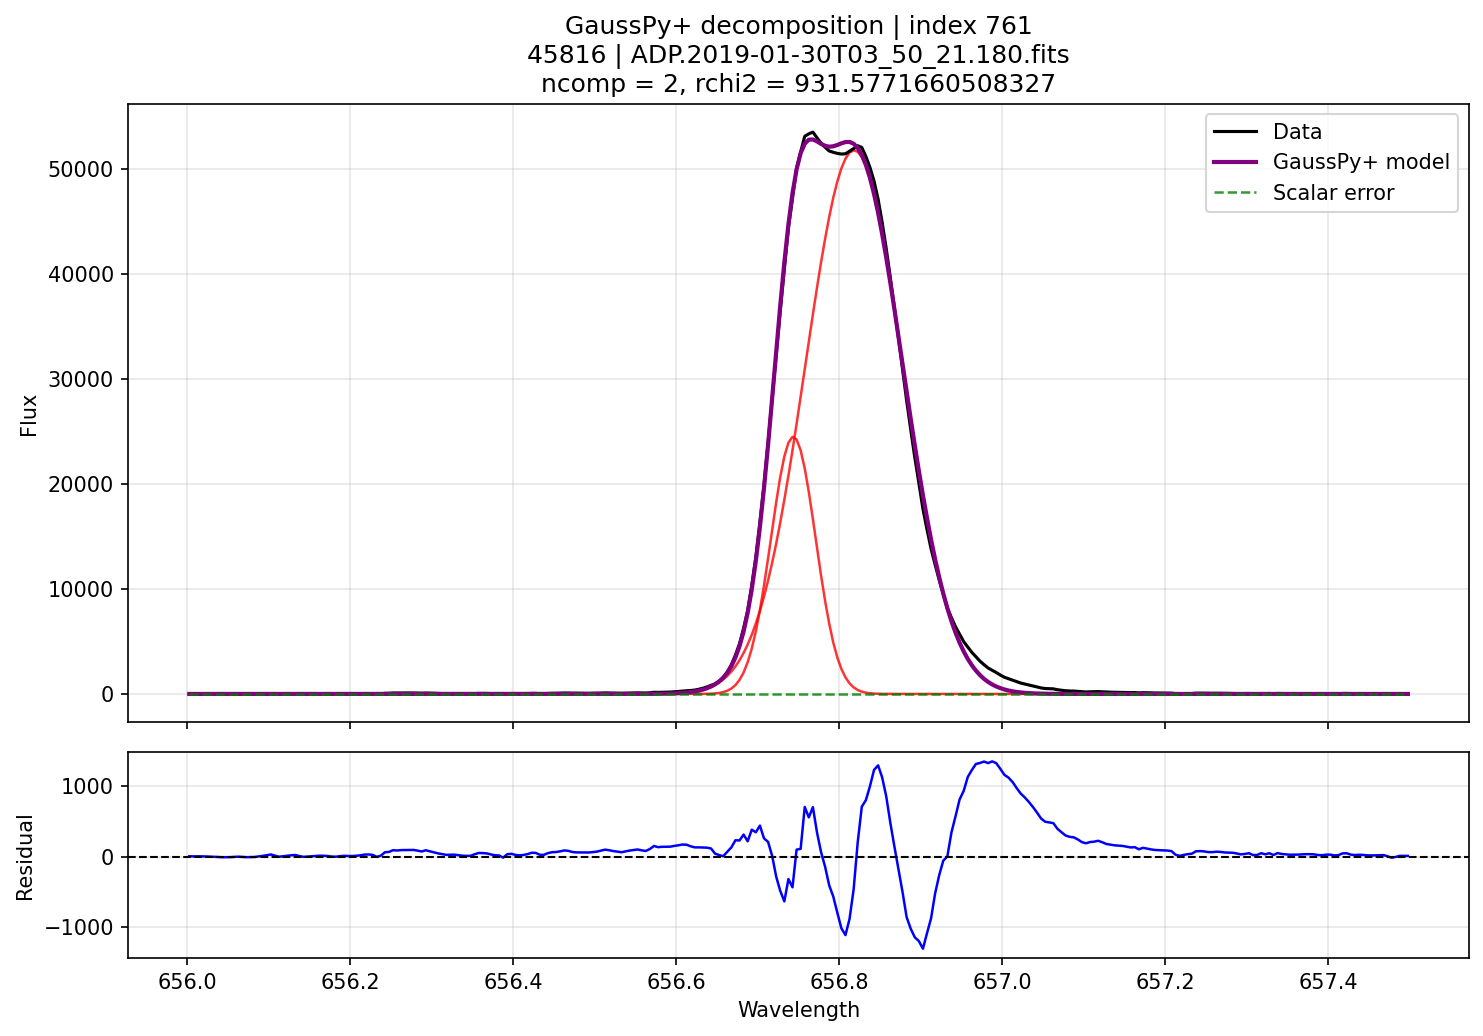 GaussPy+ decomposition | index 761
45816 | ADP.2019-01-30T03_50_21.180.fits
ncomp = 2, rchi2 = 931.5771660508327
Data
GaussPy+ model
Scalar error
Flux
50000
40000
30000
20000
10000
0
Residual
1000
0
−1000
656.0 656.2 656.4 656.6 656.8 657.0 657.2 657.4
Wavelength